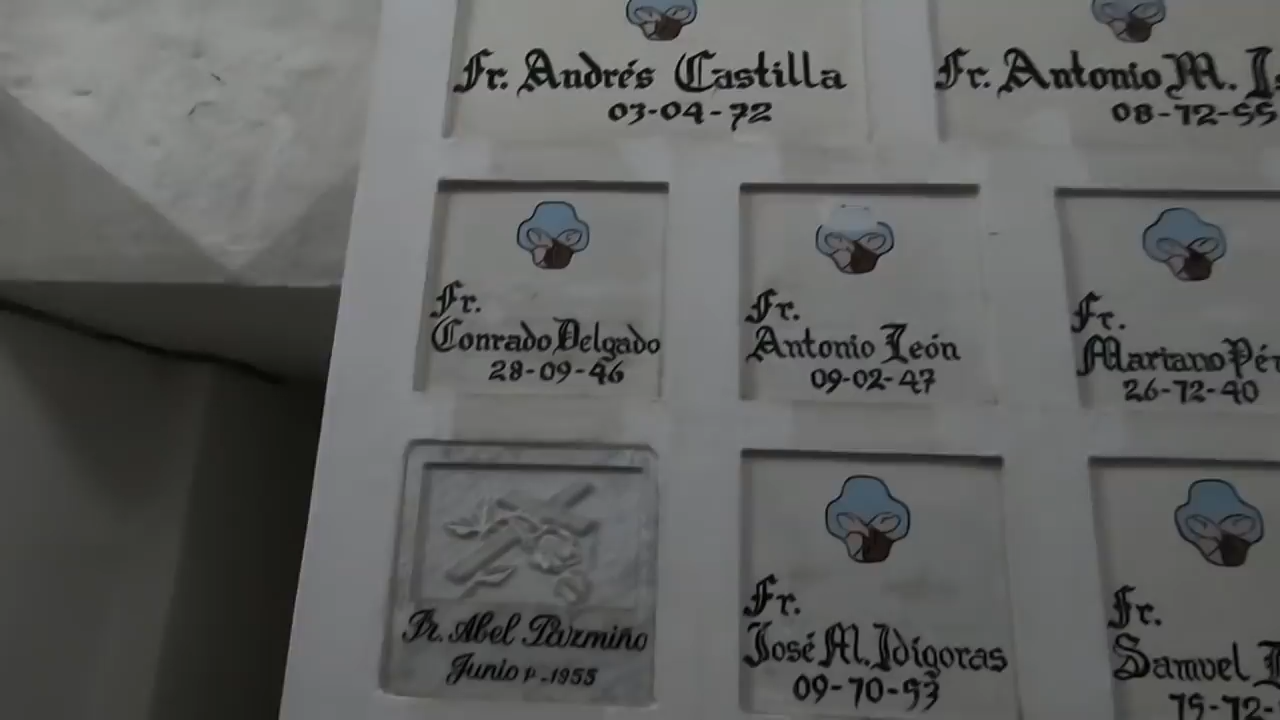 Fr. Andrés Castilla
03-04-72
Fr. Antonio M.
08-12-55
Fr.
Conrado Delgado
28-09-46
Fr.
Antonio León
09-02-47
Fr.
Mariano
26-12-40
Fr. Abel Pazmiño
Junio -1955
Fr.
José M. Idígoras
09-10-93
Fr.
Samuel